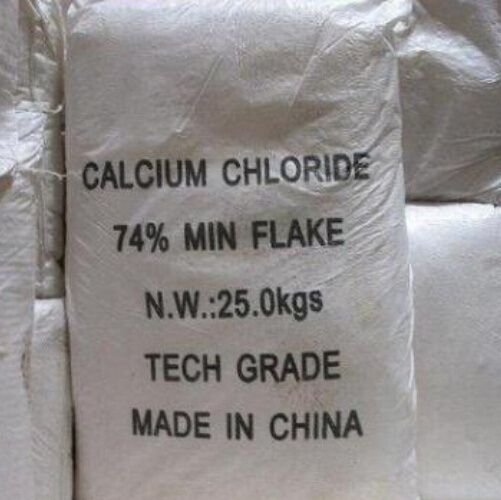 CALCIUM CHLORIDE
74% MIN FLAKE
N.W.:25.0kgs
TECH GRADE
MADE IN CHINA